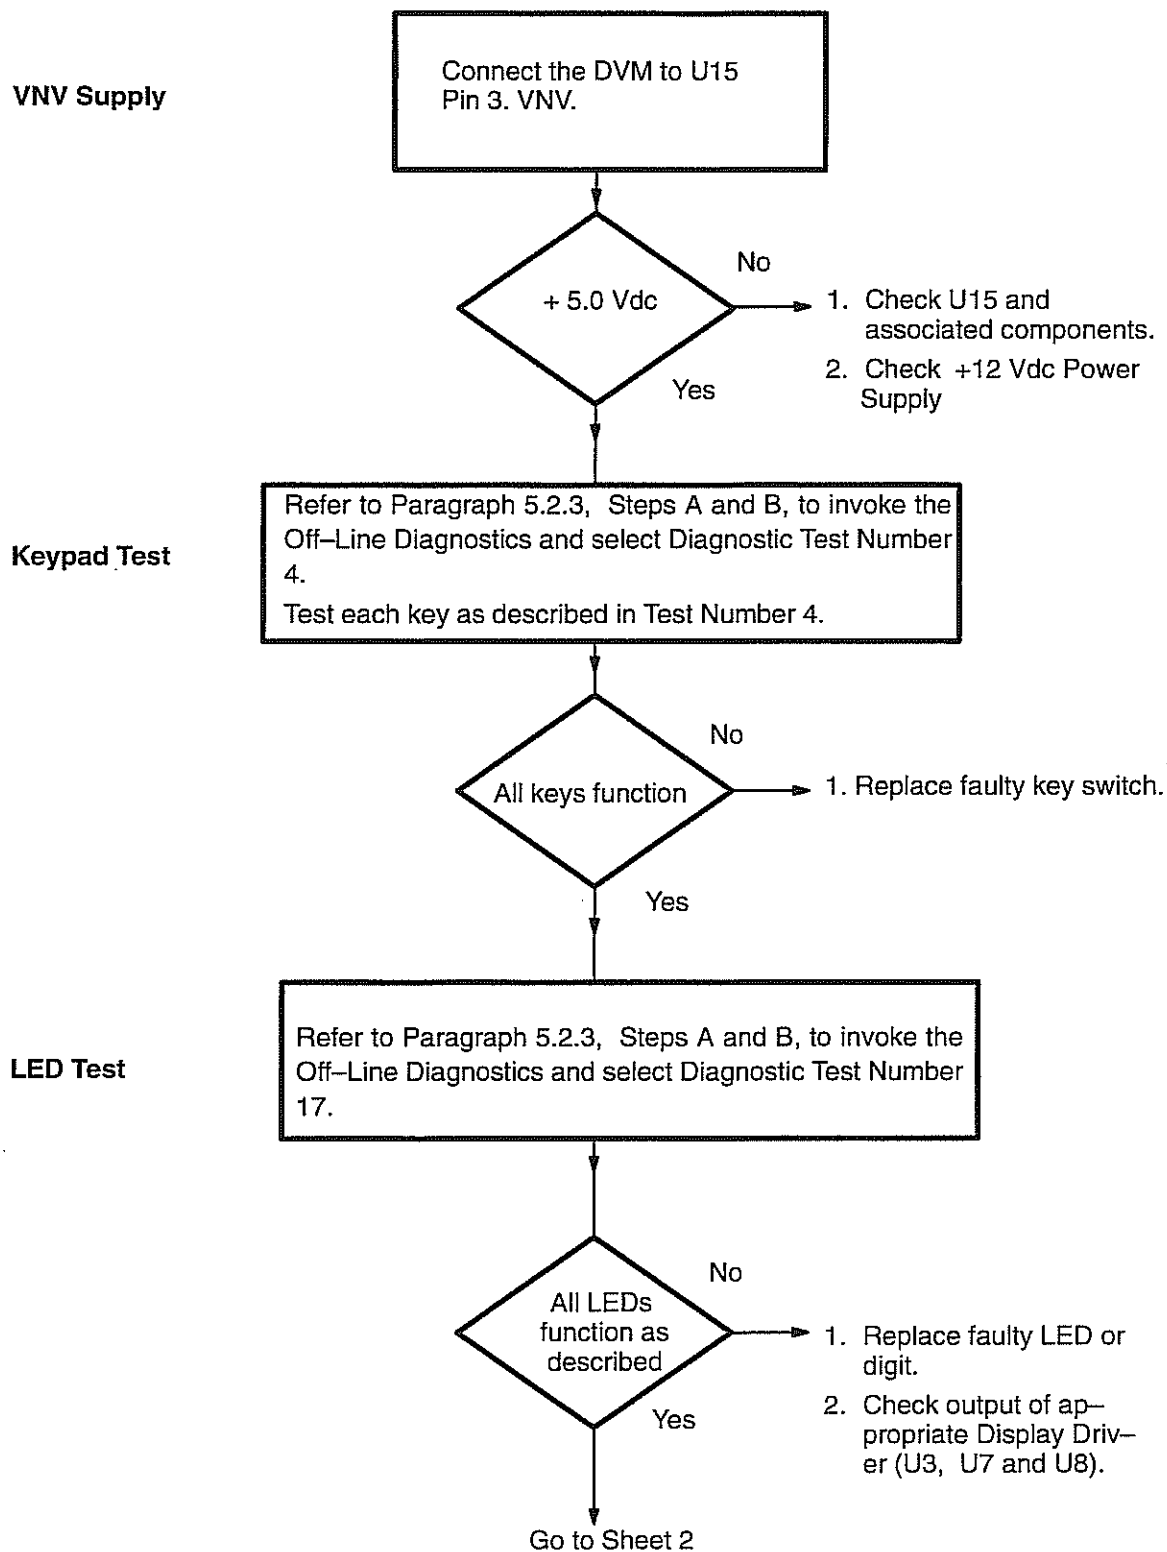 VNV Supply
Connect the DVM to U15
Pin 3. VNV.
+ 5.0 Vdc
No
1. Check U15 and
associated components.
2. Check +12 Vdc Power
Supply
Yes
Keypad Test
Refer to Paragraph 5.2.3, Steps A and B, to invoke the
Off–Line Diagnostics and select Diagnostic Test Number
4.
Test each key as described in Test Number 4.
All keys function
No
1. Replace faulty key switch.
Yes
LED Test
Refer to Paragraph 5.2.3, Steps A and B, to invoke the
Off–Line Diagnostics and select Diagnostic Test Number
17.
All LEDs
function as
described
No
1. Replace faulty LED or
digit.
2. Check output of ap–
propriate Display Driv–
er (U3, U7 and U8).
Yes
Go to Sheet 2